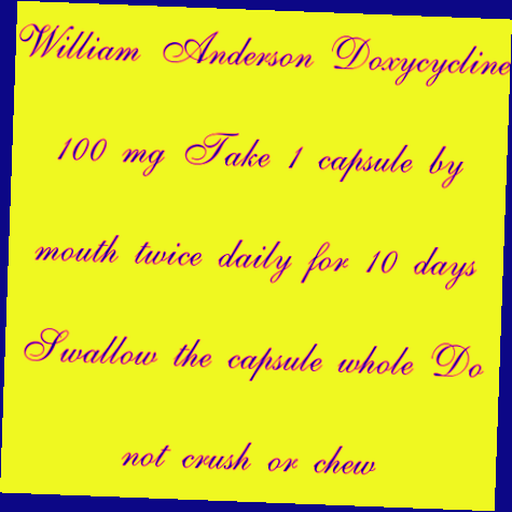 William Anderson Doxycycline
100 mg Take 1 capsule by
mouth twice daily for 10 days
Swallow the capsule whole Do
not crush or chew